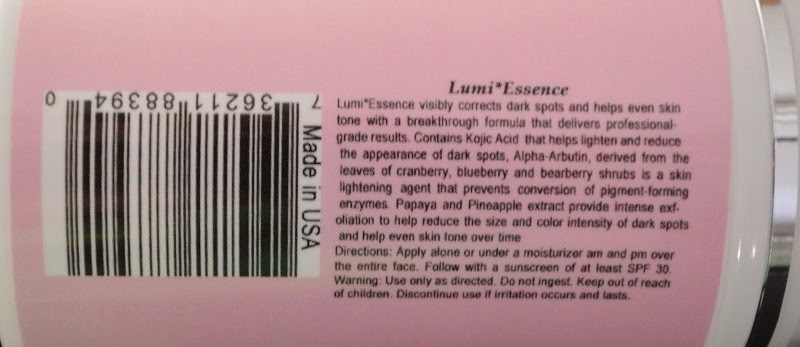 7 36211 88394 0
Made in USA
Lumi*Essence
Lumi*Essence visibly corrects dark spots and helps even skin
tone with a breakthrough formula that delivers professional-
grade results. Contains Kojic Acid that helps lighten and reduce
the appearance of dark spots, Alpha-Arbutin, derived from the
leaves of cranberry, blueberry and bearberry shrubs is a skin
lightening agent that prevents conversion of pigment-forming
enzymes. Papaya and Pineapple extract provide intense exf-
oliation to help reduce the size and color intensity of dark spots
and help even skin tone over time
Directions: Apply alone or under a moisturizer am and pm over
the entire face. Follow with a sunscreen of at least SPF 30.
Warning: Use only as directed. Do not ingest. Keep out of reach
of children. Discontinue use if irritation occurs and lasts.